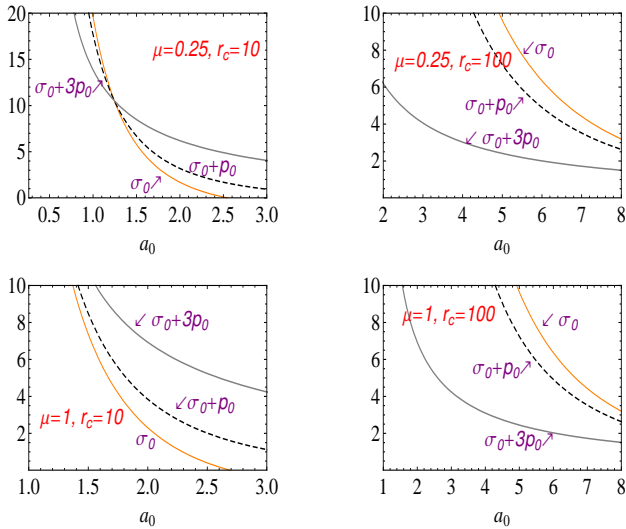 20
15
10
5
0
μ=0.25, r_c=10
σ₀+3p₀↗
σ₀+p₀
σ₀↗
0.5 1.0 1.5 2.0 2.5 3.0
a₀
10
8
6
4
2
μ=0.25, r_c=100
↙σ₀
σ₀+p₀↗
↙ σ₀+3p₀
2 3 4 5 6 7 8
a₀
10
8
6
4
2
↙ σ₀+3p₀
↙σ₀+p₀
μ=1, r_c=10
σ₀
1.0 1.5 2.0 2.5 3.0
a₀
10
8
6
4
2
μ=1, r_c=100
↙ σ₀
σ₀+p₀↗
σ₀+3p₀↗
1 2 3 4 5 6 7 8
a₀